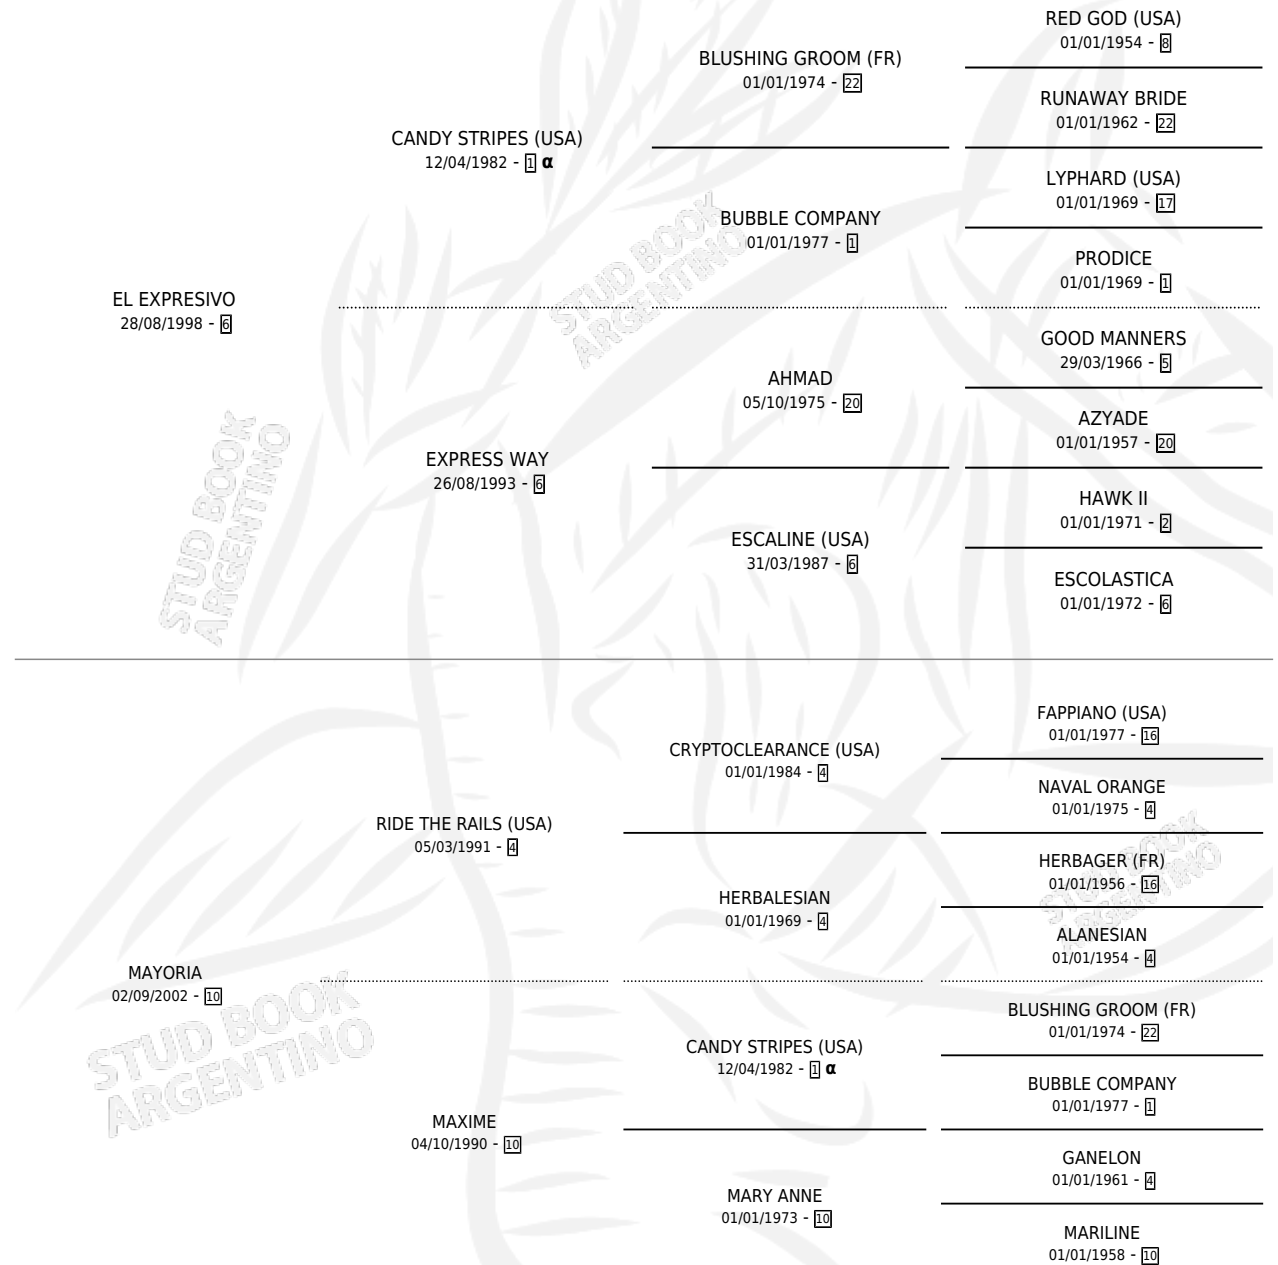 RED GOD (USA)
01/01/1954 - 8
BLUSHING GROOM (FR)
01/01/1974 - 22
RUNAWAY BRIDE
01/01/1962 - 22
CANDY STRIPES (USA)
12/04/1982 - 1 α
LYPHARD (USA)
01/01/1969 - 17
BUBBLE COMPANY
01/01/1977 - 1
PRODICE
01/01/1969 - 1
EL EXPRESIVO
28/08/1998 - 6
GOOD MANNERS
29/03/1966 - 5
AHMAD
05/10/1975 - 20
AZYADE
01/01/1957 - 20
EXPRESS WAY
26/08/1993 - 6
HAWK II
01/01/1971 - 2
ESCALINE (USA)
31/03/1987 - 6
ESCOLASTICA
01/01/1972 - 6
FAPPIANO (USA)
01/01/1977 - 16
CRYPTOCLEARANCE (USA)
01/01/1984 - 4
NAVAL ORANGE
01/01/1975 - 4
RIDE THE RAILS (USA)
05/03/1991 - 4
HERBAGER (FR)
01/01/1956 - 16
HERBALESIAN
01/01/1969 - 4
ALANESIAN
01/01/1954 - 4
MAYORIA
02/09/2002 - 10
BLUSHING GROOM (FR)
01/01/1974 - 22
CANDY STRIPES (USA)
12/04/1982 - 1 α
BUBBLE COMPANY
01/01/1977 - 1
MAXIME
04/10/1990 - 10
GANELON
01/01/1961 - 4
MARY ANNE
01/01/1973 - 10
MARILINE
01/01/1958 - 10
STUD BOOK
ARGENTINO
STUD BOOK
ARGENTINO
STUD BOOK
ARGENTINO
STUD BOOK
ARGENTINO